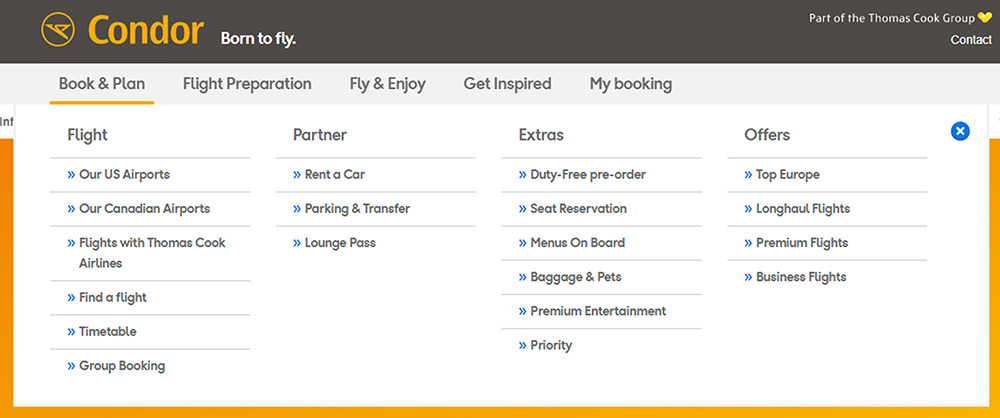 Condor Born to fly.
Part of the Thomas Cook Group
Contact
Book & Plan Flight Preparation Fly & Enjoy Get Inspired My booking
Inf
Flight
» Our US Airports
» Our Canadian Airports
» Flights with Thomas Cook
Airlines
» Find a flight
» Timetable
» Group Booking
Partner
» Rent a Car
» Parking & Transfer
» Lounge Pass
Extras
» Duty-Free pre-order
» Seat Reservation
» Menus On Board
» Baggage & Pets
» Premium Entertainment
» Priority
Offers
» Top Europe
» Longhaul Flights
» Premium Flights
» Business Flights